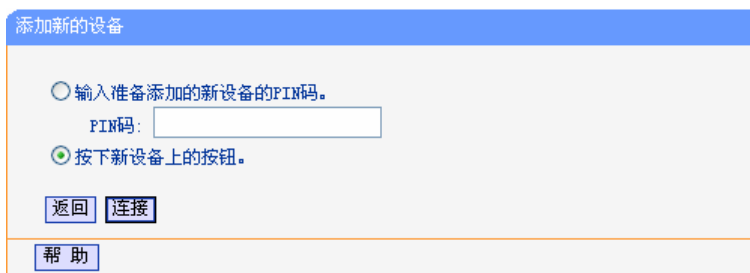 添加新的设备
输入准备添加的新设备的PIN码。
PIN码:
按下新设备上的按钮。
返回 连接
帮 助